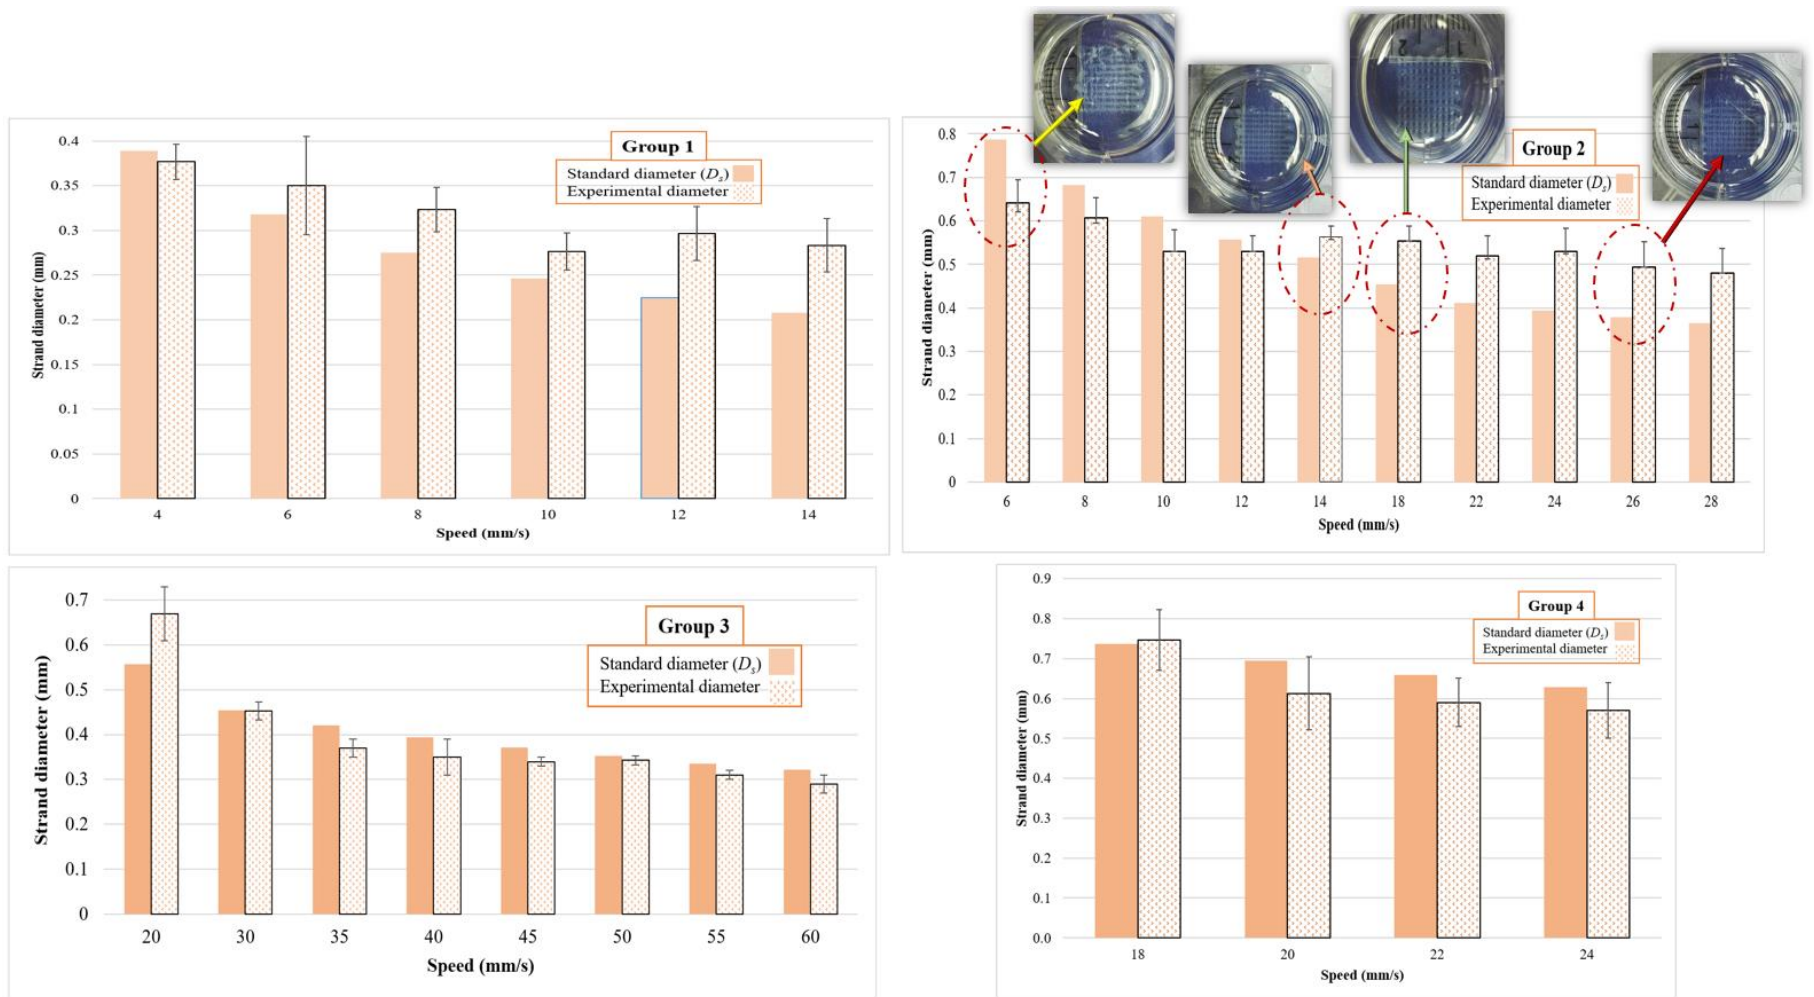 Group 1
Standard diameter (Ds)
Experimental diameter
Strand diameter (mm)
0.4
0.35
0.3
0.25
0.2
0.15
0.1
0.05
0
4 6 8 10 12 14
Speed (mm/s)
2 1
Group 2
Standard diameter (Ds)
Experimental diameter
Strand diameter (mm)
0.8
0.7
0.6
0.5
0.4
0.3
0.2
0.1
0
6 8 10 12 14 18 22 24 26 28
Speed (mm/s)
Group 3
Standard diameter (Ds)
Experimental diameter
Strand diameter (mm)
0.7
0.6
0.5
0.4
0.3
0.2
0.1
0
20 30 35 40 45 50 55 60
Speed (mm/s)
Group 4
Standard diameter (Ds)
Experimental diameter
Strand diameter (mm)
0.9
0.8
0.7
0.6
0.5
0.4
0.3
0.2
0.1
0.0
18 20 22 24
Speed (mm/s)